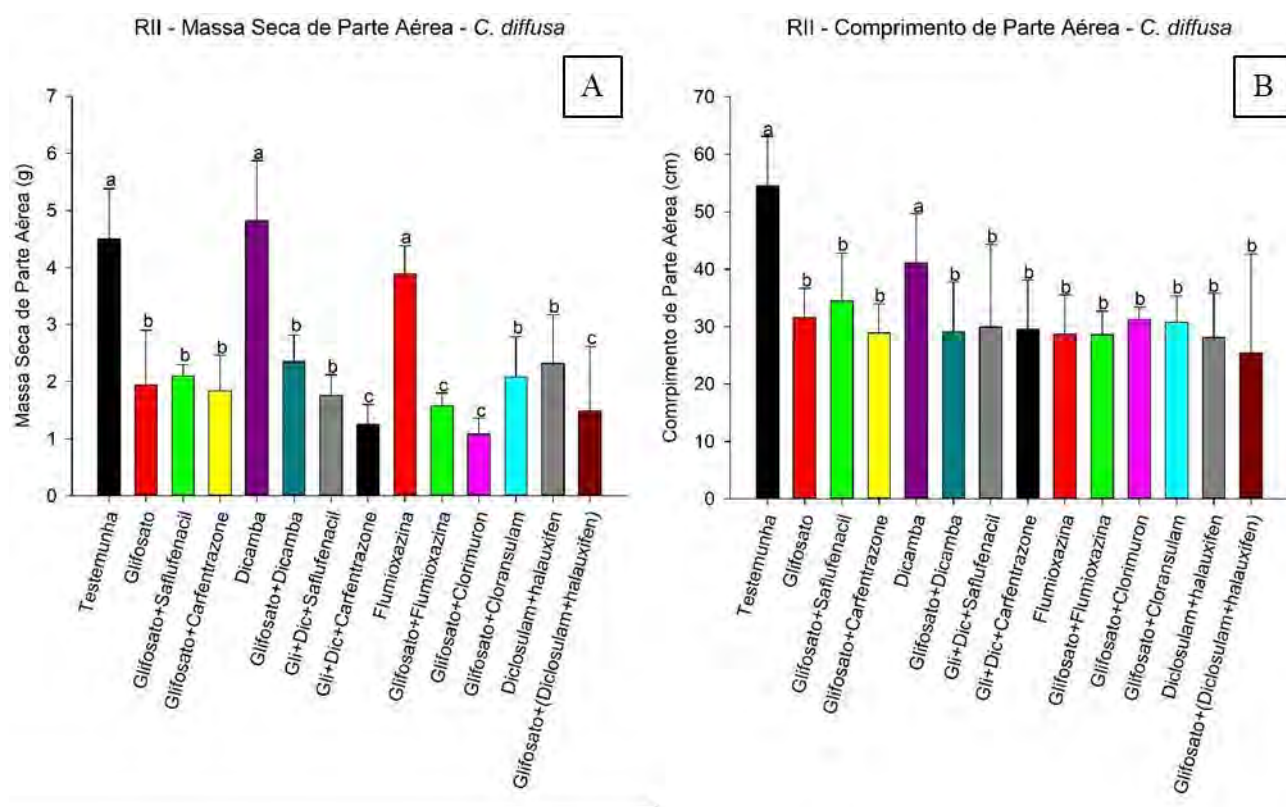 RII - Massa Seca de Parte Aérea - C. diffusa
A
Massa Seca de Parte Aérea (g)
7
6
5
4
3
2
1
0
a
b
b
b
a
b
b
c
a
c
c
b
b
c
Testemunha
Glifosato
Glifosato+Saflufenacil
Glifosato+Carfentrazone
Dicamba
Glifosato+Dicamba
Gli+Dic+Saflufenacil
Gli+Dic+Carfentrazone
Flumioxazina
Glifosato+Flumioxazina
Glifosato+Clorimuron
Glifosato+Cloransulam
Diclosulam+halauxifen
Glifosato+(Diclosulam+halauxifen)
RII - Comprimento de Parte Aérea - C. diffusa
B
Comrpimento de Parte Aérea (cm)
70
60
50
40
30
20
10
0
a
b
b
b
a
b
b
b
b
b
b
b
b
b
Testemunha
Glifosato
Glifosato+Saflufenacil
Glifosato+Carfentrazone
Dicamba
Glifosato+Dicamba
Gli+Dic+Saflufenacil
Gli+Dic+Carfentrazone
Flumioxazina
Glifosato+Flumioxazina
Glifosato+Clorimuron
Glifosato+Cloransulam
Diclosulam+halauxifen
Glifosato+(Diclosulam+halauxifen)